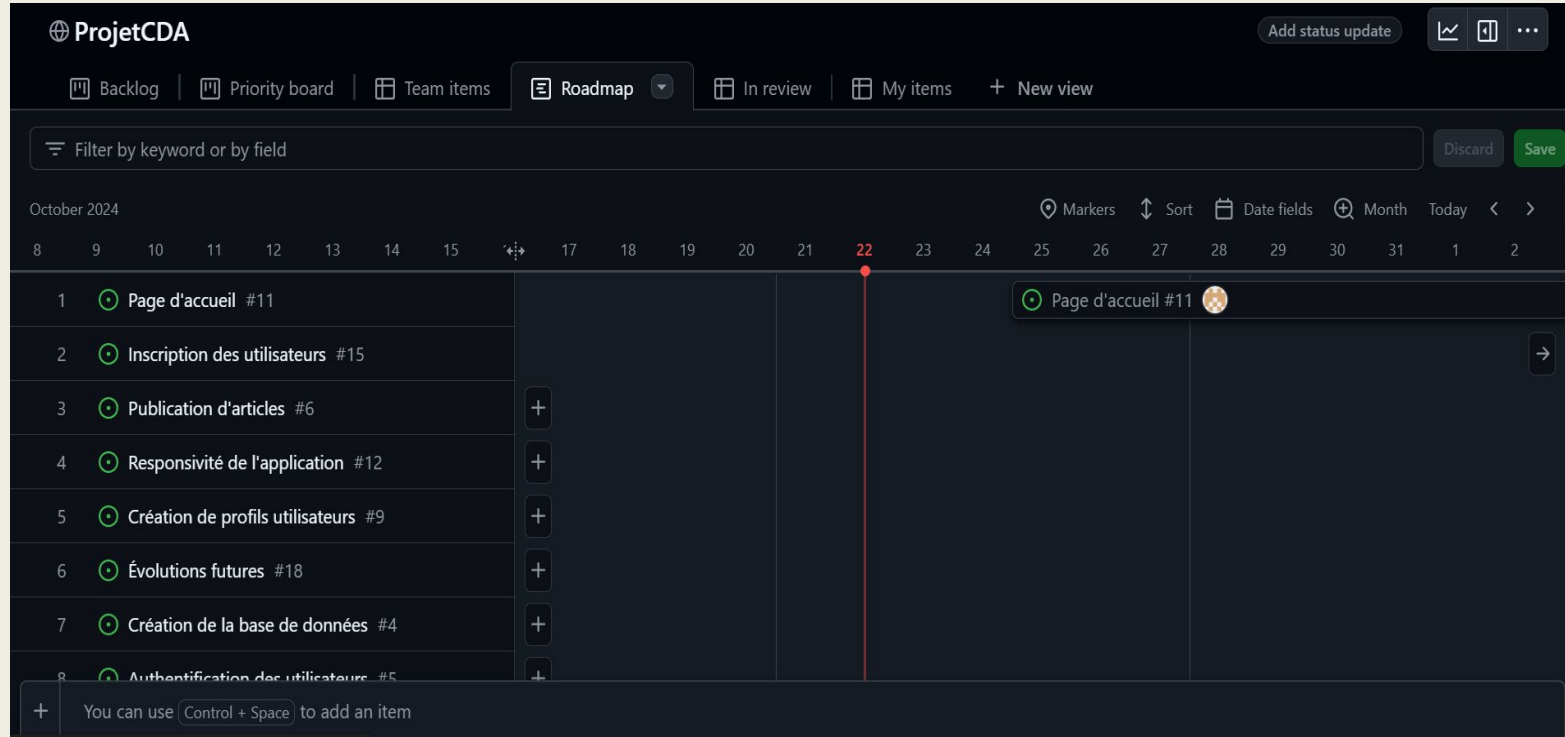 ProjetCDA Add status update
Backlog Priority board Team items Roadmap In review My items + New view
Filter by keyword or by field Discard Save
October 2024 Markers Sort Date fields Month Today
8 9 10 11 12 13 14 15 17 18 19 20 21 22 23 24 25 26 27 28 29 30 31 1 2
1 Page d'accueil #11 Page d'accueil #11
2 Inscription des utilisateurs #15
3 Publication d'articles #6
4 Responsivité de l'application #12
5 Création de profils utilisateurs #9
6 Évolutions futures #18
7 Création de la base de données #4
8 Authentification des utilisateurs #5
+ You can use Control + Space to add an item